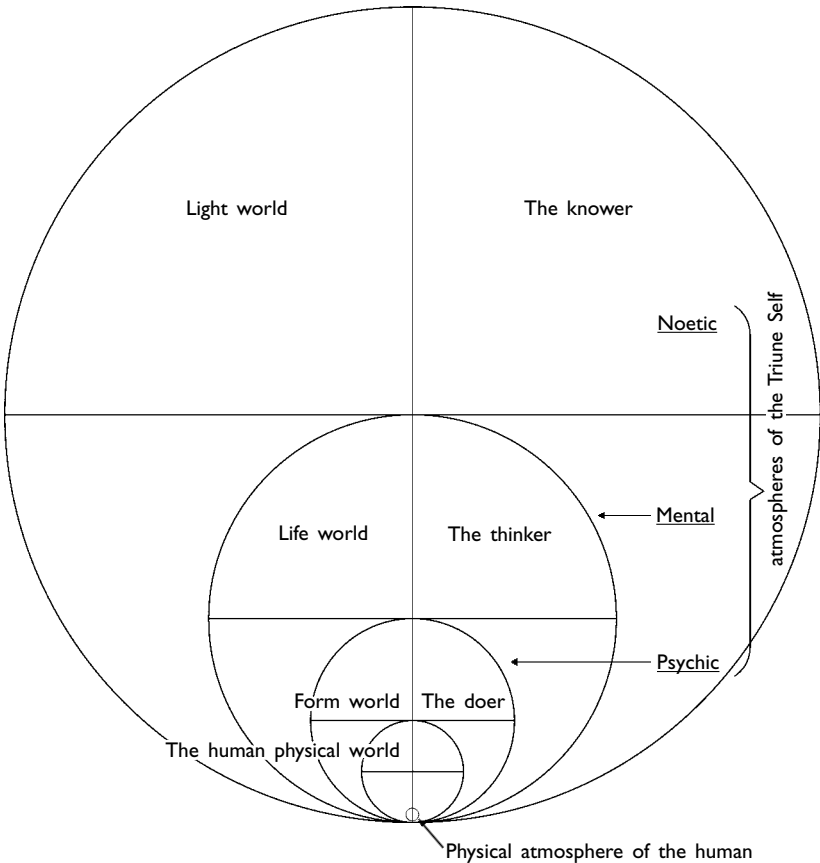 Light world
The knower
Noetic
atmospheres of the Triune Self
Mental
Life world
The thinker
Psychic
Form world
The doer
The human physical world
Physical atmosphere of the human